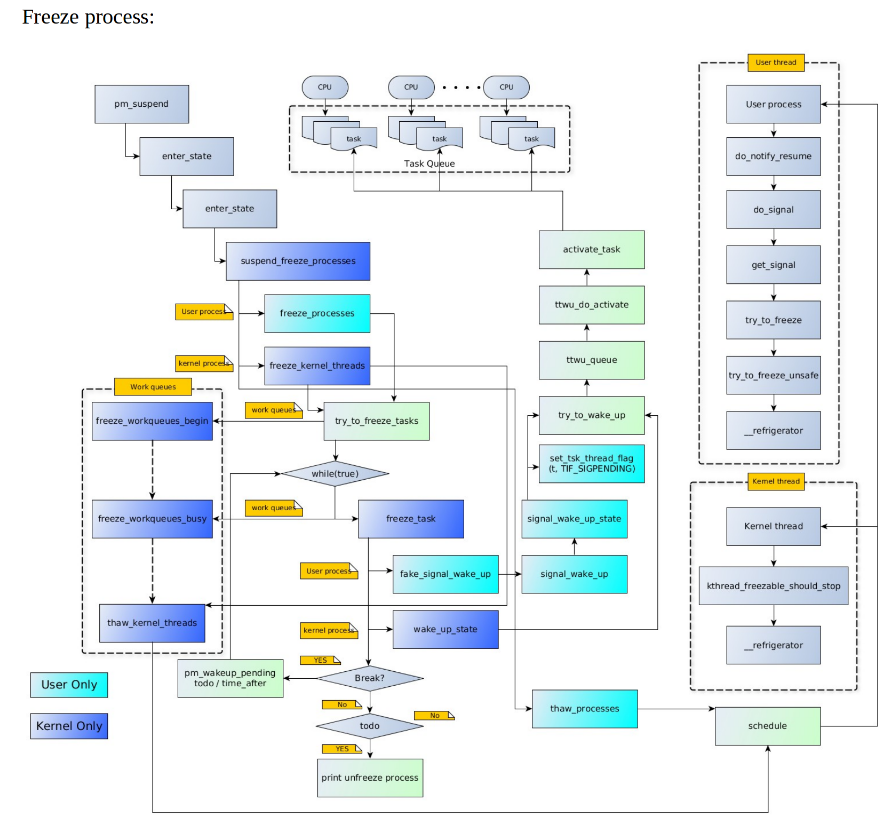 Freeze process:
User thread
CPU
CPU
CPU
pm_suspend
User process
task
task
task
Task Queue
enter_state
do_notify_resume
enter_state
do_signal
suspend_freeze_processes
activate_task
get_signal
User process
freeze_processes
ttwu_do_activate
try_to_freeze
kernel process
freeze_kernel_threads
ttwu_queue
try_to_freeze_unsafe
Work queues
work queues
freeze_workqueues_begin
try_to_freeze_tasks
try_to_wake_up
__refrigerator
while(true)
set_tsk_thread_flag
(t, TIF_SIGPENDING)
Kernel thread
work queues
freeze_workqueues_busy
freeze_task
signal_wake_up_state
Kernel thread
User process
fake_signal_wake_up
signal_wake_up
kthread_freezable_should_stop
thaw_kernel_threads
kernel process
wake_up_state
__refrigerator
YES
pm_wakeup_pending
todo / time_after
Break?
User Only
No
No
thaw_processes
Kernel Only
todo
schedule
YES
print unfreeze process